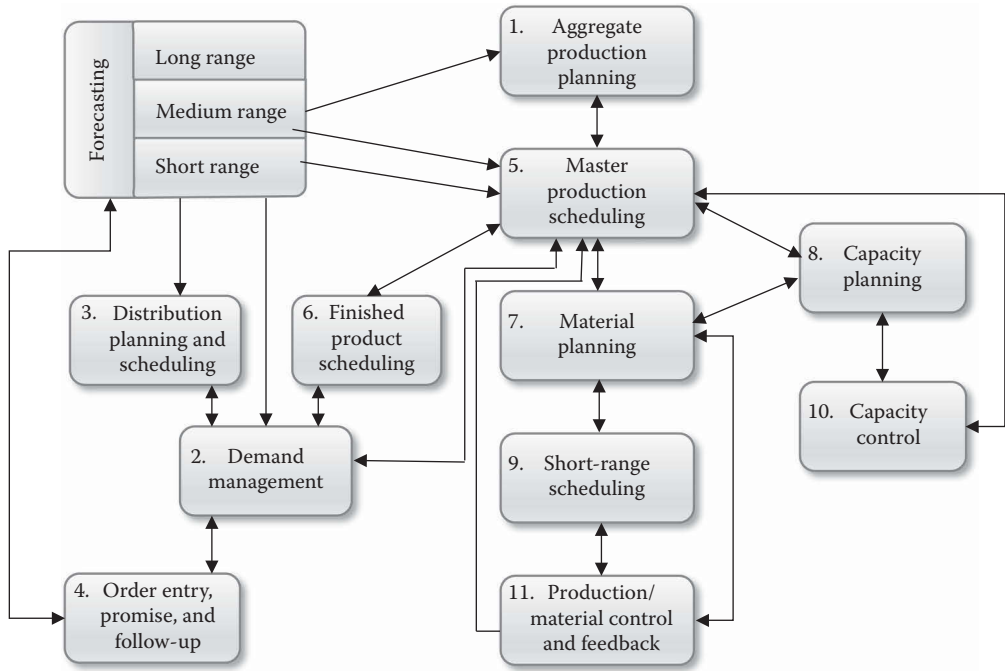 Forecasting
Long range
Medium range
Short range
1. Aggregate
production
planning
5. Master
production
scheduling
8. Capacity
planning
3. Distribution
planning and
scheduling
6. Finished
product
scheduling
7. Material
planning
10. Capacity
control
2. Demand
management
9. Short-range
scheduling
4. Order entry,
promise, and
follow-up
11. Production/
material control
and feedback